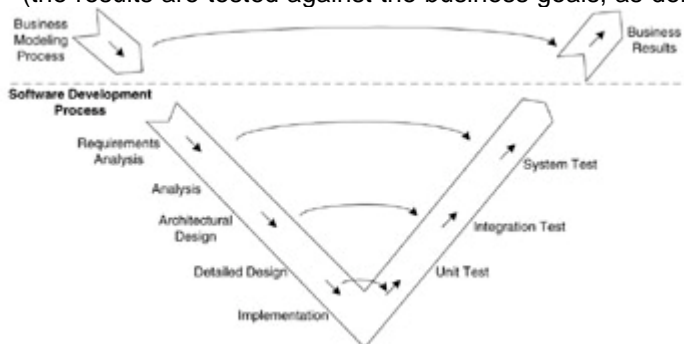 (the results are tested against the business goals, as
Business
Modeling
Process
Business
Results
Software Development
Process
Requirements
Analysis
System Test
Analysis
Architectural
Design
Integration Test
Detailed Design
Unit Test
Implementation